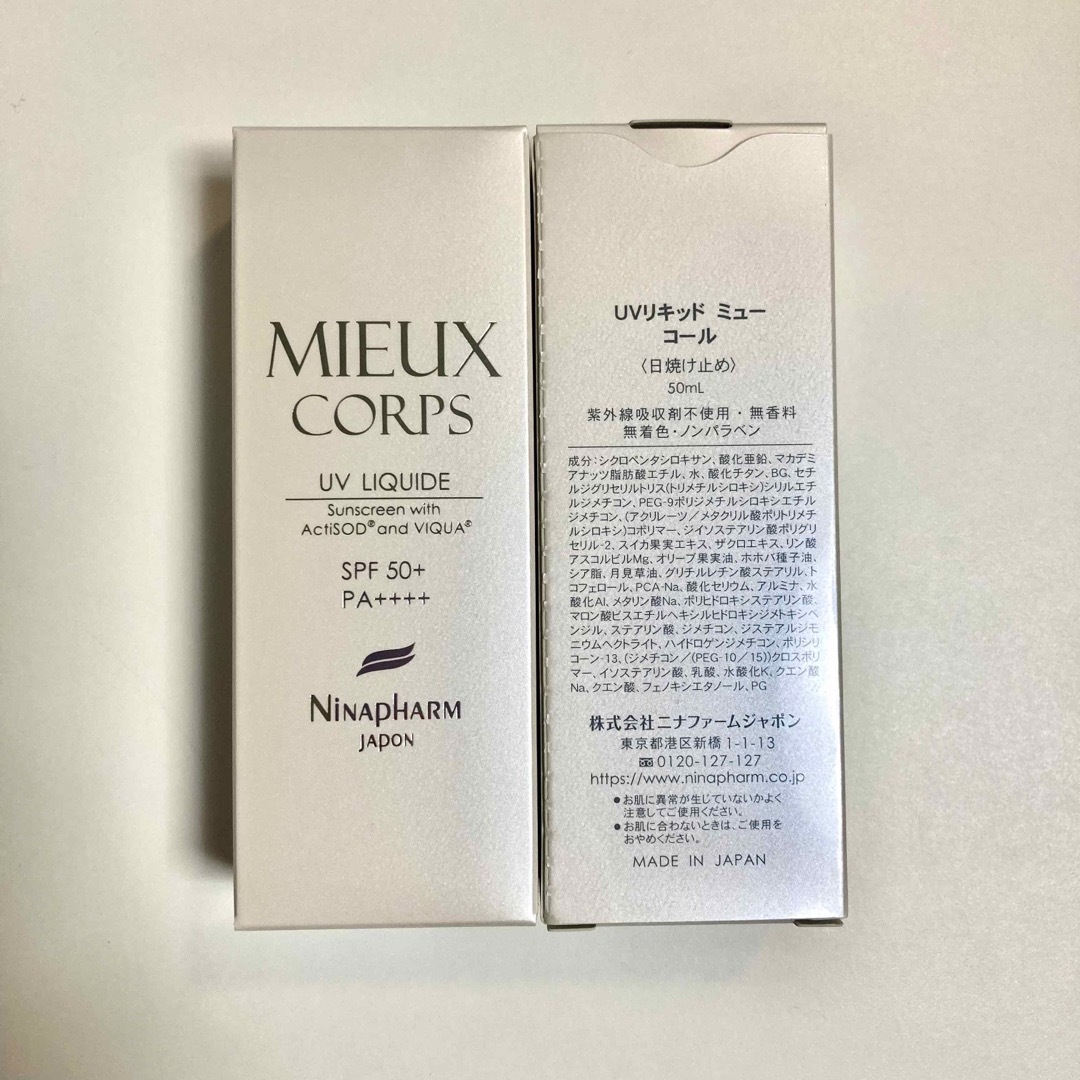 MIEUX
CORPS
UV LIQUIDE
Sunscreen with
ActiSOD® and VIQUA®
SPF 50+
PA++++
NINAPHARM
JAPON
UVリキッド ミュー
コール
〈日焼け止め〉
50mL
紫外線吸収剤不使用・無香料
無着色・ノンパラベン
成分：シクロペンタシロキサン、酸化亜鉛、マカデミ
アナッツ脂肪酸エチル、水、酸化チタン、BG、セチ
ルジグリセリルトリス(トリメチルシロキシ)シリルエチ
ルジメチコン、PEG-9ポリジメチルシロキシエチル
ジメチコン、(アクリレーツ／メタクリル酸ポリトリメチ
ルシロキシ)コポリマー、ジイソステアリン酸ポリグリ
セリル-2、スイカ果実エキス、ザクロエキス、リン酸
アスコルビルMg、オリーブ果実油、ホホバ種子油、
シア脂、月見草油、グリチルレチン酸ステアリル、ト
コフェロール、PCA-Na、酸化セリウム、アルミナ、水
酸化Al、メタリン酸Na、ポリヒドロキシステアリン酸、
マロン酸ビスエチルヘキシルヒドロキシジメトキシベ
ンジル、ステアリン酸、ジメチコン、ジステアルジモ
ニウムヘクトライト、ハイドロゲンジメチコン、ポリシリ
コーン-13、(ジメチコン／(PEG-10／15))クロスポリ
マー、イソステアリン酸、乳酸、水酸化K、クエン酸
Na、クエン酸、フェノキシエタノール、PG
株式会社ニナファームジャポン
東京都港区新橋 1-1-13
0120-127-127
https://www.ninapharm.co.jp
●お肌に異常が生じていないかよく
注意してご使用ください。
●お肌に合わないときは、ご使用を
おやめください。
MADE IN JAPAN